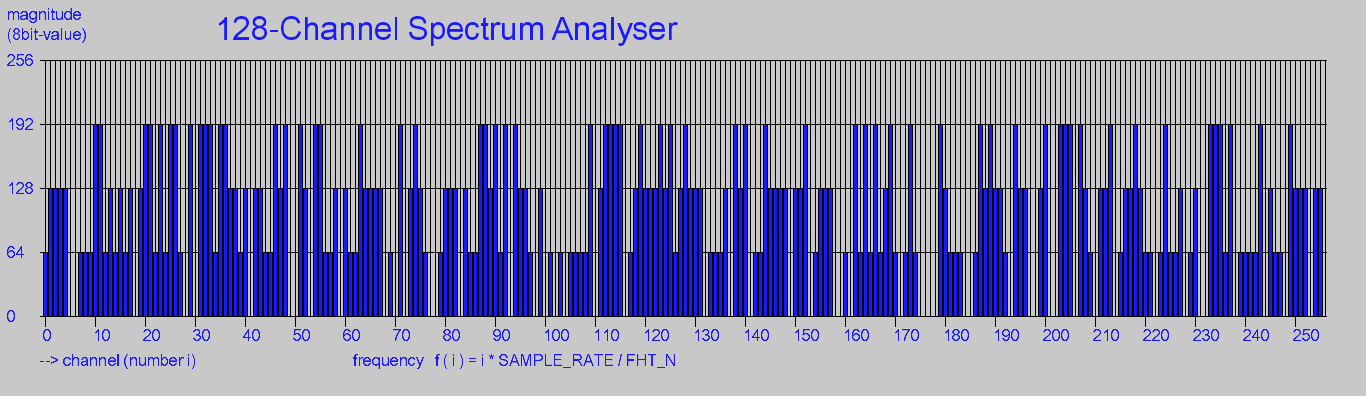 magnitude
(8bit-value)
128-Channel Spectrum Analyser
256
192
128
64
0
0 10 20 30 40 50 60 70 80 90 100 110 120 130 140 150 160 170 180 190 200 210 220 230 240 250
--> channel (number i)
frequency f ( i ) = i * SAMPLE_RATE / FHT_N